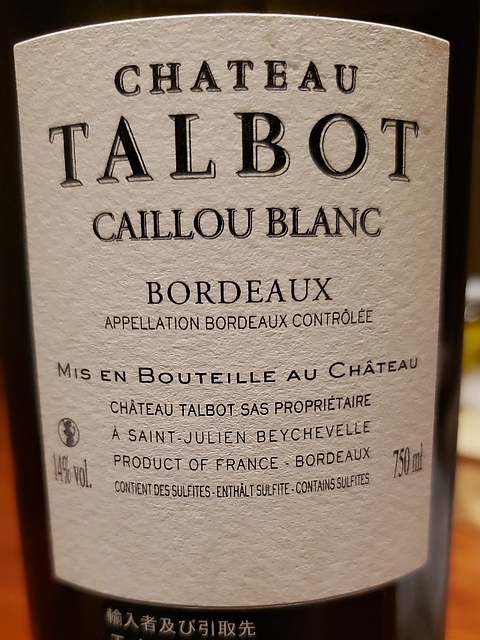 CHATEAU
TALBOT
CAILLOU BLANC
BORDEAUX
APPELLATION BORDEAUX CONTRÔLÉE
MIS EN BOUTEILLE AU CHÂTEAU
CHÂTEAU TALBOT SAS PROPRIÉTAIRE
À SAINT-JULIEN BEYCHEVELLE
PRODUCT OF FRANCE - BORDEAUX
14% vol.
750 ml
CONTIENT DES SULFITES - ENTHÄLT SULFITE - CONTAINS SULFITES
輸入者及び引取先